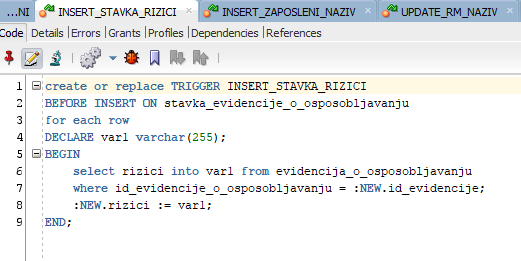 ...NI INSERT_STAVKA_RIZICI INSERT_ZAPOSLENI_NAZIV UPDATE_RM_NAZIV
Code Details Errors Grants Profiles Dependencies References
1 create or replace TRIGGER INSERT_STAVKA_RIZICI
2 BEFORE INSERT ON stavka_evidencije_o_osposobljavanju
3 for each row
4 DECLARE var1 varchar(255);
5 BEGIN
6 select rizici into var1 from evidencija_o_osposobljavanju
7 where id_evidencije_o_osposobljavanju = :NEW.id_evidencije;
8 :NEW.rizici := var1;
9 END;